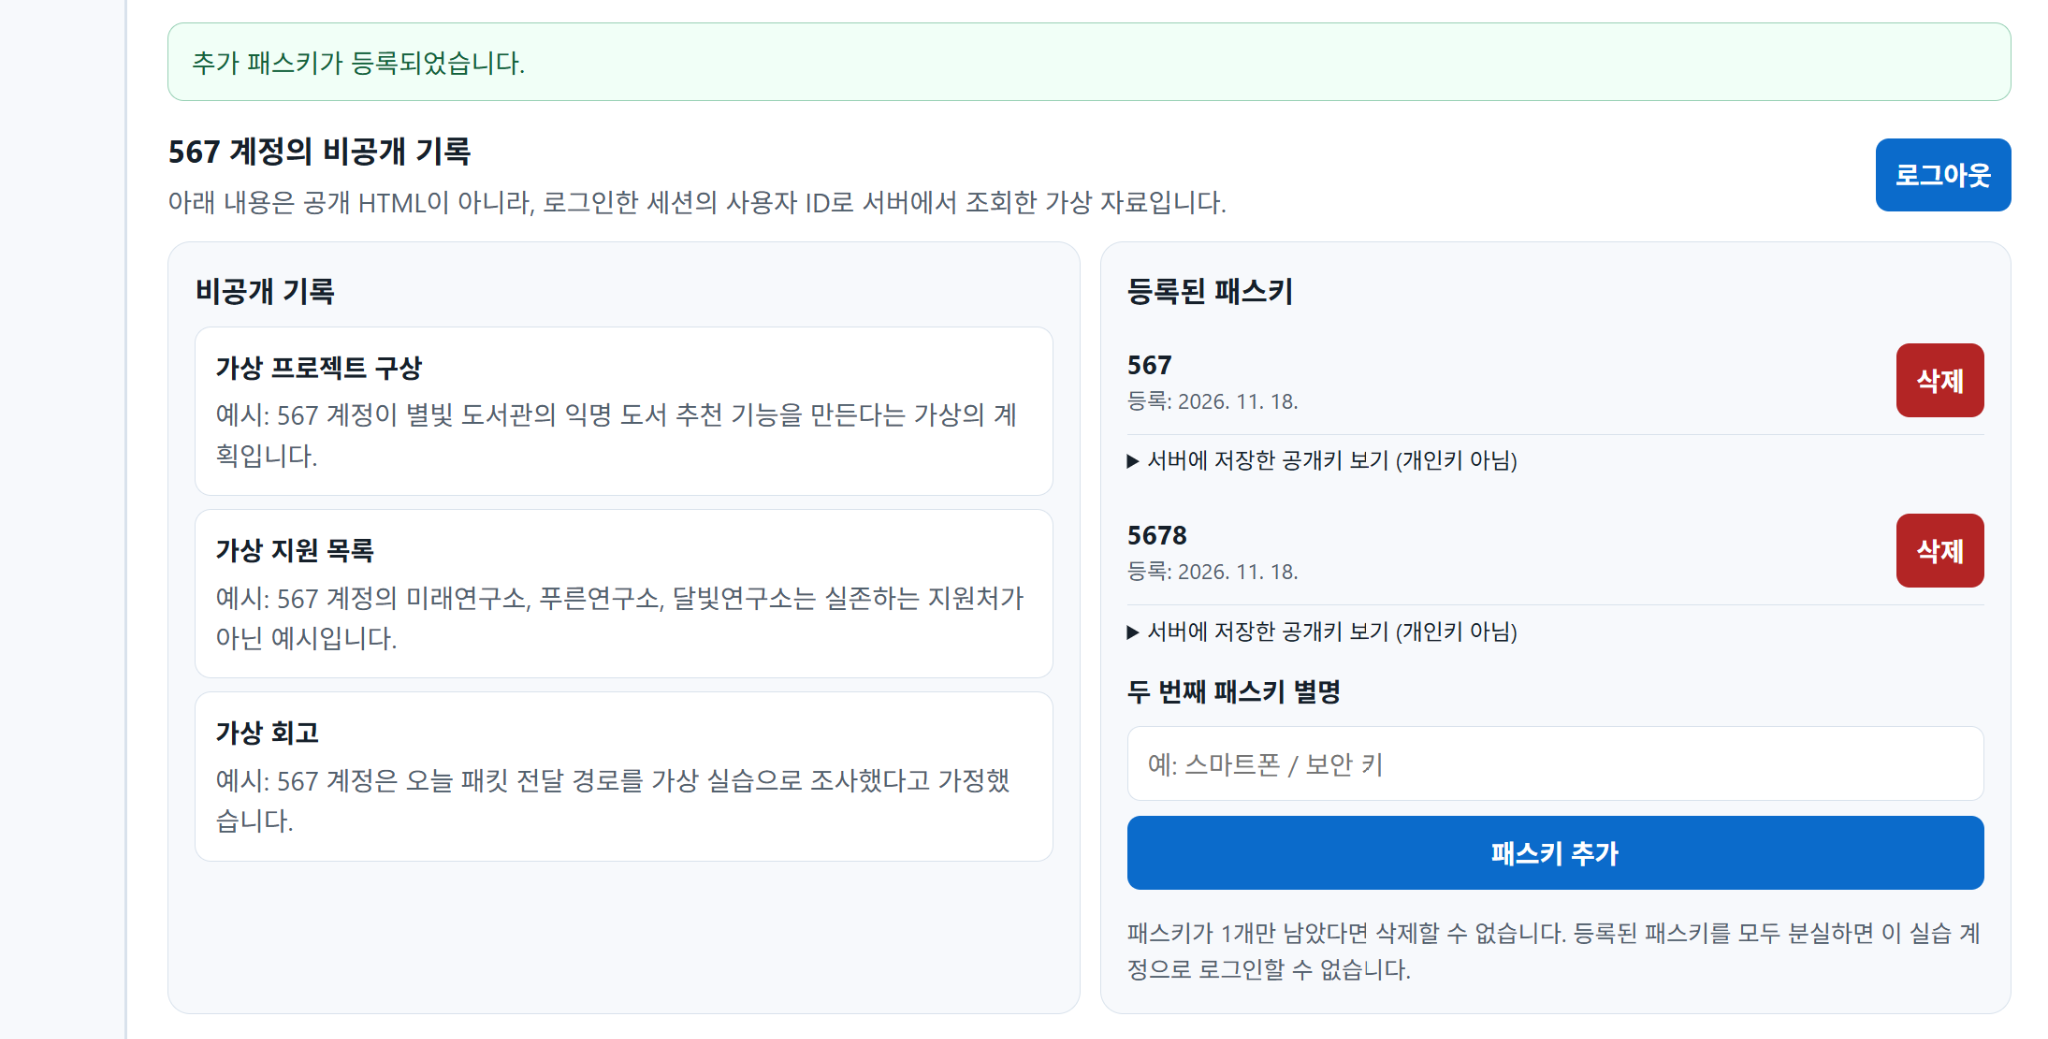 추가 패스키가 등록되었습니다.
567 계정의 비공개 기록
로그아웃
아래 내용은 공개 HTML이 아니라, 로그인한 세션의 사용자 ID로 서버에서 조회한 가상 자료입니다.
비공개 기록
가상 프로젝트 구상
예시: 567 계정이 별빛 도서관의 익명 도서 추천 기능을 만든다는 가상의 계
획입니다.
가상 지원 목록
예시: 567 계정의 미래연구소, 푸른연구소, 달빛연구소는 실존하는 지원처가
아닌 예시입니다.
가상 회고
예시: 567 계정은 오늘 패킷 전달 경로를 가상 실습으로 조사했다고 가정했
습니다.
등록된 패스키
567
등록: 2026. 11. 18.
삭제
▶ 서버에 저장한 공개키 보기 (개인키 아님)
5678
등록: 2026. 11. 18.
삭제
▶ 서버에 저장한 공개키 보기 (개인키 아님)
두 번째 패스키 별명
예: 스마트폰 / 보안 키
패스키 추가
패스키가 1개만 남았다면 삭제할 수 없습니다. 등록된 패스키를 모두 분실하면 이 실습 계
정으로 로그인할 수 없습니다.